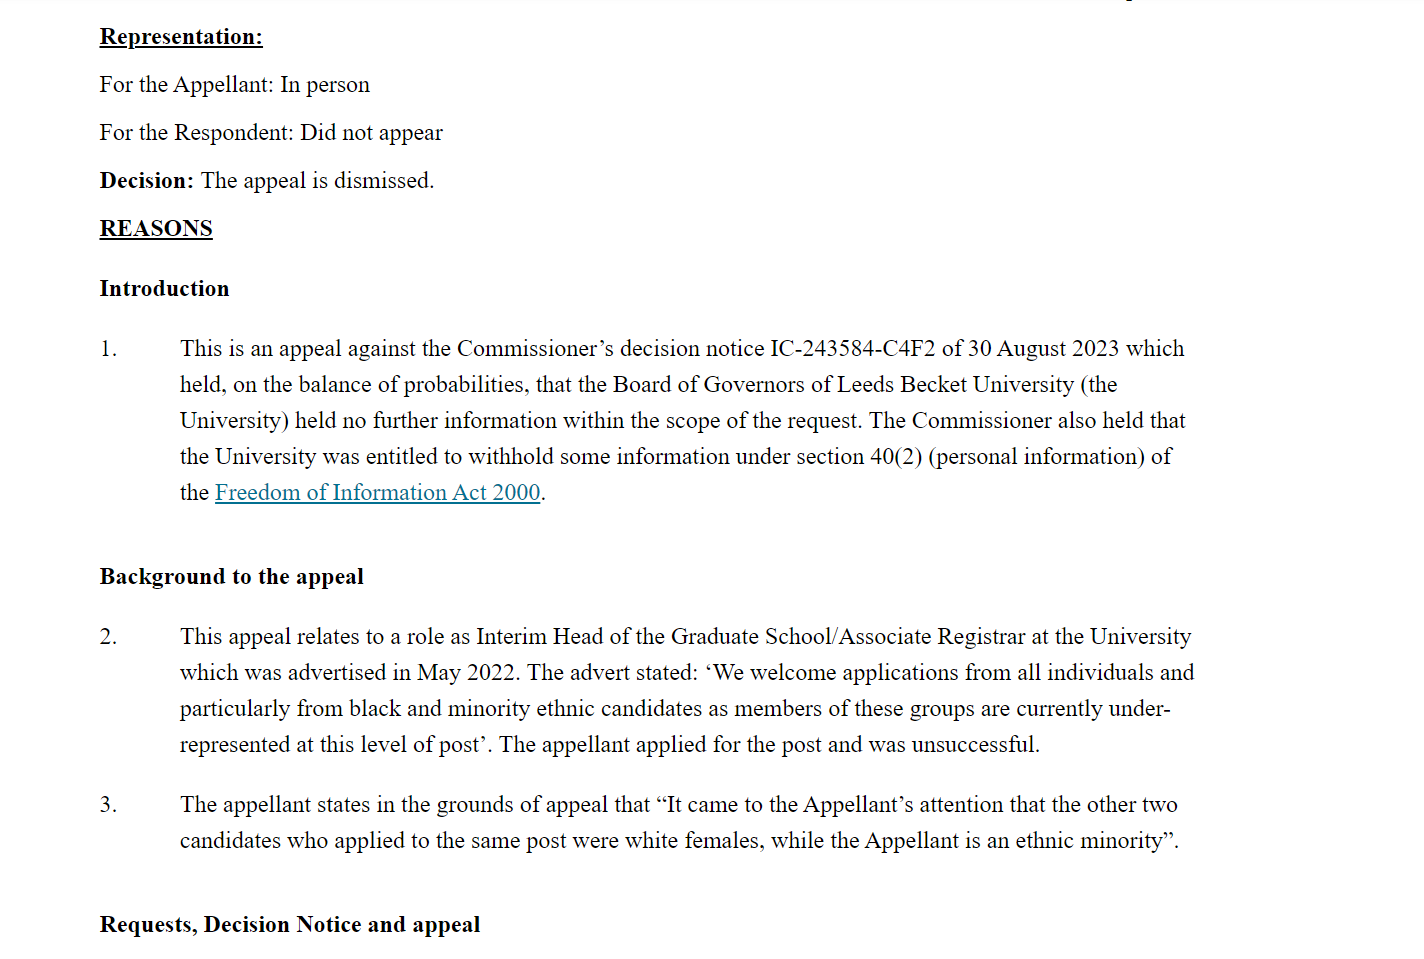 Representation:
For the Appellant: In person
For the Respondent: Did not appear
Decision: The appeal is dismissed.
REASONS
Introduction
1. This is an appeal against the Commissioner’s decision notice IC-243584-C4F2 of 30 August 2023 which
held, on the balance of probabilities, that the Board of Governors of Leeds Becket University (the
University) held no further information within the scope of the request. The Commissioner also held that
the University was entitled to withhold some information under section 40(2) (personal information) of
the Freedom of Information Act 2000.
Background to the appeal
2. This appeal relates to a role as Interim Head of the Graduate School/Associate Registrar at the University
which was advertised in May 2022. The advert stated: ‘We welcome applications from all individuals and
particularly from black and minority ethnic candidates as members of these groups are currently under-
represented at this level of post’. The appellant applied for the post and was unsuccessful.
3. The appellant states in the grounds of appeal that “It came to the Appellant’s attention that the other two
candidates who applied to the same post were white females, while the Appellant is an ethnic minority”.
Requests, Decision Notice and appeal